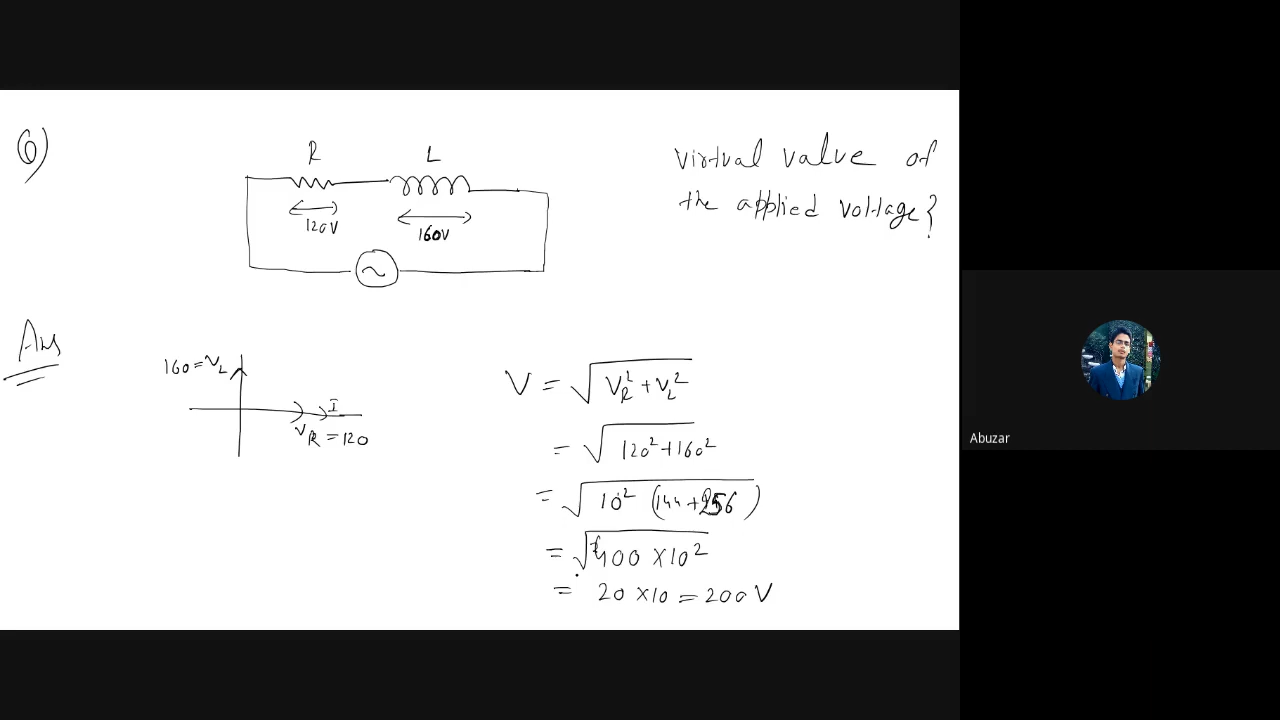 6)
R L
120V
160V
virtual value of
the applied voltage?
Ans
160=VL
I
VR = 120
V = √VR² + VL²
= √120²+160²
= √10² (144+256)
= √400 ×10²
= 20 ×10 = 200 V
Abuzar